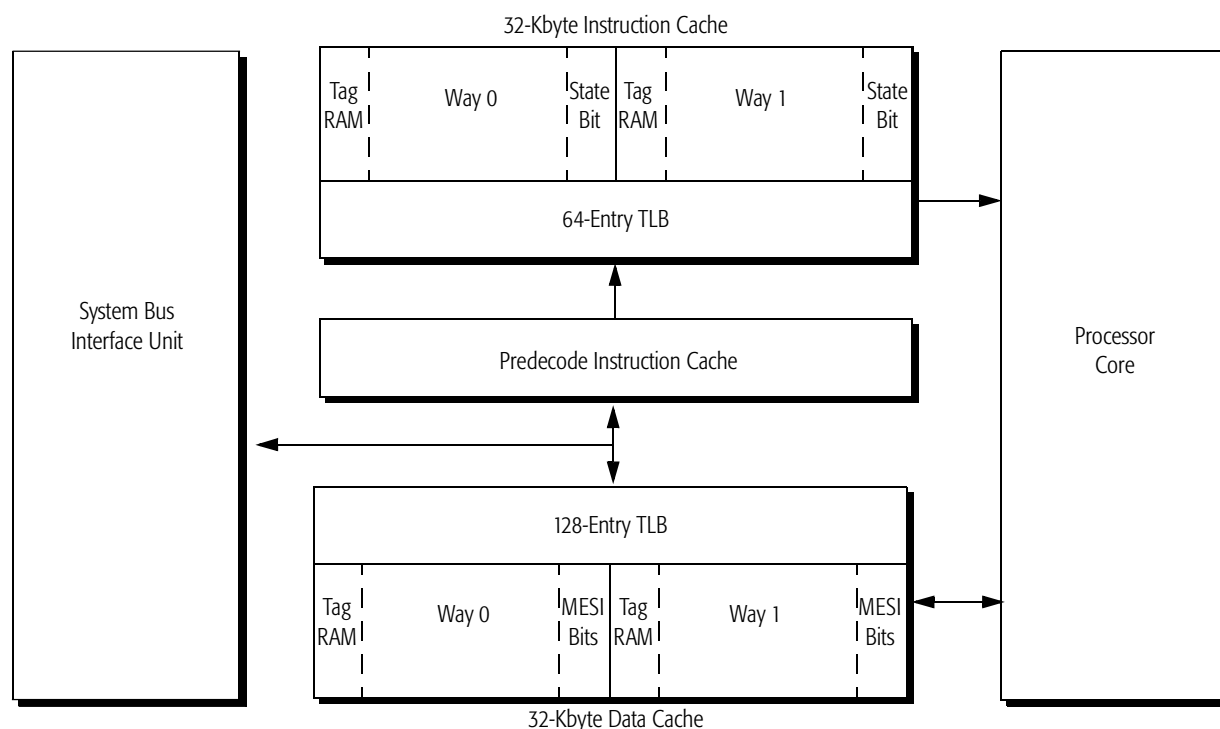 32-Kbyte Instruction Cache
Tag
RAM
Way 0
State
Bit
Tag
RAM
Way 1
State
Bit
64-Entry TLB
System Bus
Interface Unit
Predecode Instruction Cache
Processor
Core
128-Entry TLB
Tag
RAM
Way 0
MESI
Bits
Tag
RAM
Way 1
MESI
Bits
32-Kbyte Data Cache